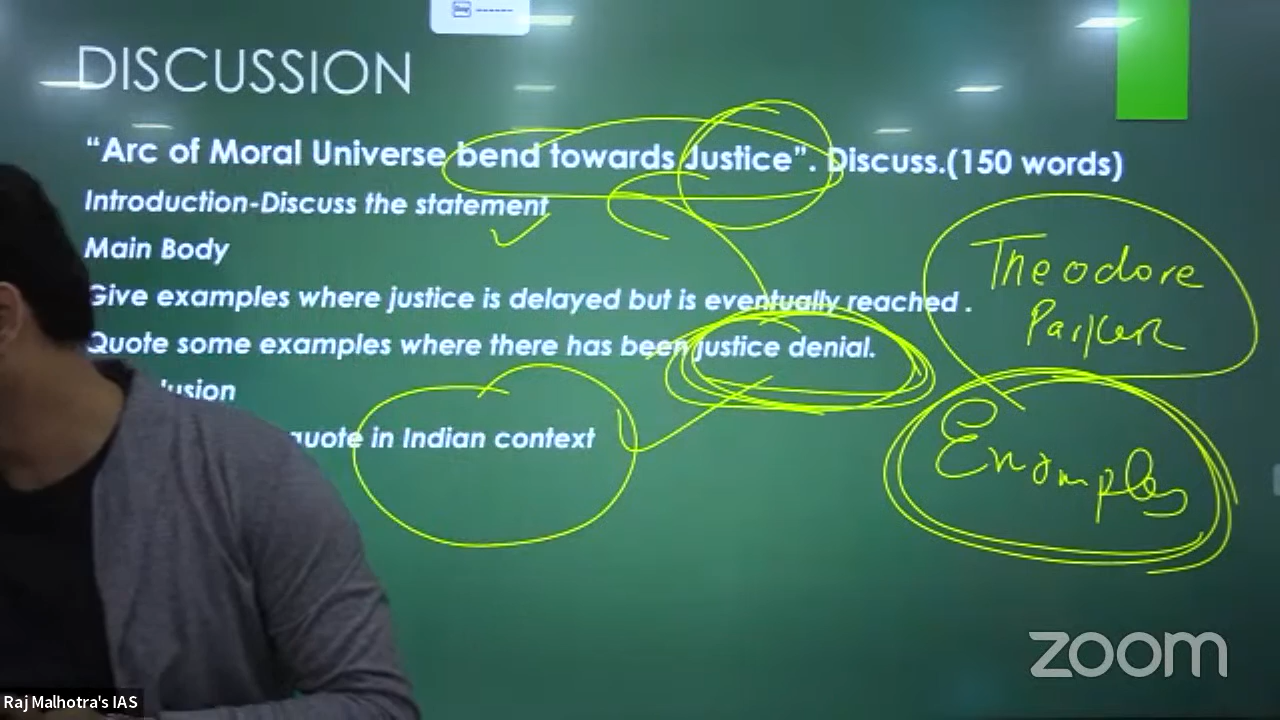 DISCUSSION
“Arc of Moral Universe bend towards Justice”. Discuss.(150 words)
Introduction-Discuss the statement
Main Body
Give examples where justice is delayed but is eventually reached .
Quote some examples where there has been justice denial.
quote in Indian context
Theodore
Parker
Examples
zoom
Raj Malhotra's IAS